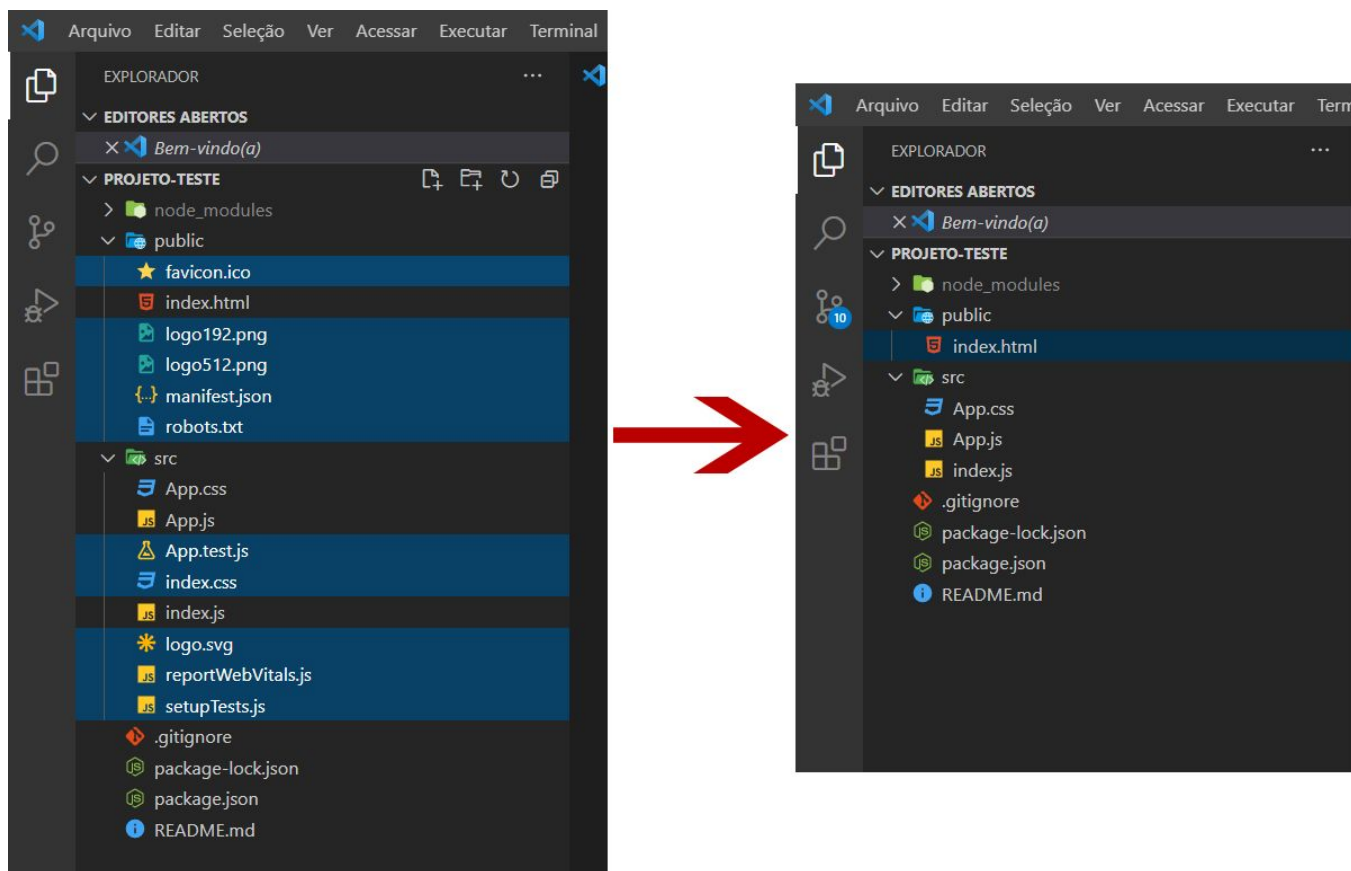 Arquivo Editar Seleção Ver Acessar Executar Terminal
EXPLORADOR
EDITORES ABERTOS
Bem-vindo(a)
PROJETO-TESTE
node_modules
public
favicon.ico
index.html
logo192.png
logo512.png
manifest.json
robots.txt
src
App.css
App.js
App.test.js
index.css
index.js
logo.svg
reportWebVitals.js
setupTests.js
.gitignore
package-lock.json
package.json
README.md
Arquivo Editar Seleção Ver Acessar Executar
EXPLORADOR
EDITORES ABERTOS
Bem-vindo(a)
PROJETO-TESTE
node_modules
10
public
index.html
src
App.css
App.js
index.js
.gitignore
package-lock.json
package.json
README.md